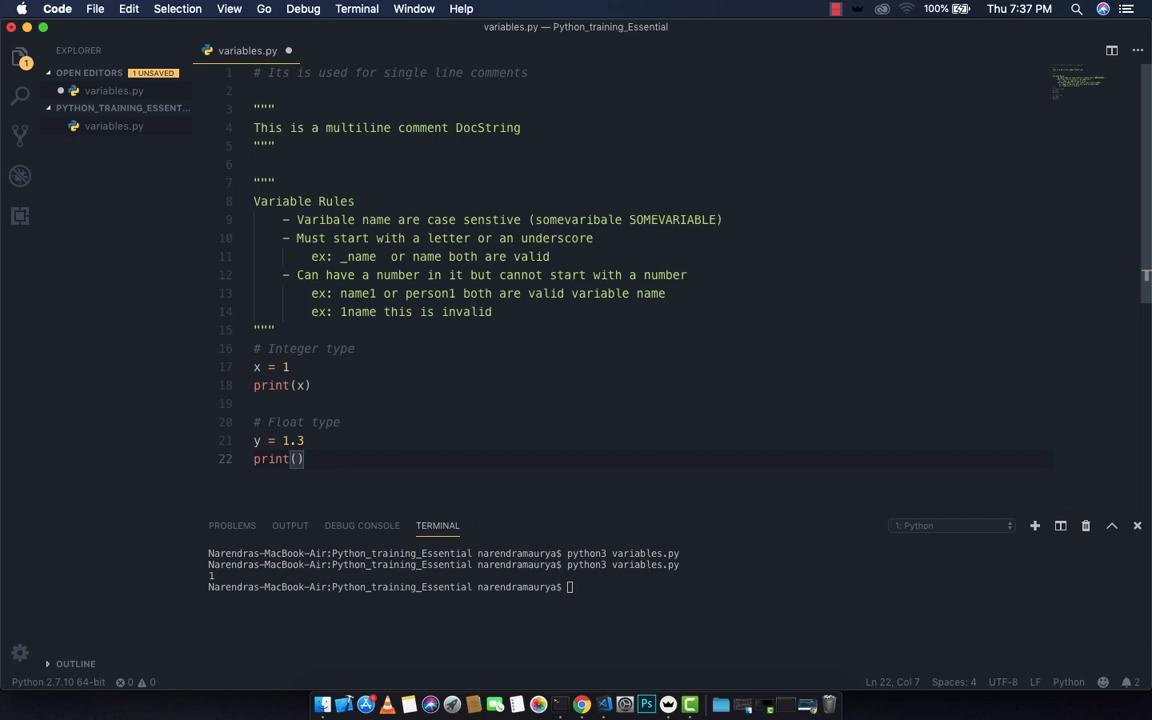 Code File Edit Selection View Go Debug Terminal Window Help 100% Thu 7:37 PM
variables.py — Python_training_Essential
EXPLORER
variables.py
OPEN EDITORS 1 UNSAVED
variables.py
PYTHON_TRAINING_ESSENT...
variables.py
1
1 # Its is used for single line comments
2
3 """
4 This is a multiline comment DocString
5 """
6
7 """
8 Variable Rules
9 - Varibale name are case senstive (somevaribale SOMEVARIABLE)
10 - Must start with a letter or an underscore
11 ex: _name or name both are valid
12 - Can have a number in it but cannot start with a number
13 ex: name1 or person1 both are valid variable name
14 ex: 1name this is invalid
15 """
16 # Integer type
17 x = 1
18 print(x)
19
20 # Float type
21 y = 1.3
22 print()
PROBLEMS OUTPUT DEBUG CONSOLE TERMINAL 1: Python
Narendras-MacBook-Air:Python_training_Essential narendramaurya$ python3 variables.py
Narendras-MacBook-Air:Python_training_Essential narendramaurya$ python3 variables.py
1
Narendras-MacBook-Air:Python_training_Essential narendramaurya$
OUTLINE
Python 2.7.10 64-bit 0 0 Ln 22, Col 7 Spaces: 4 UTF-8 LF Python 2
Ps